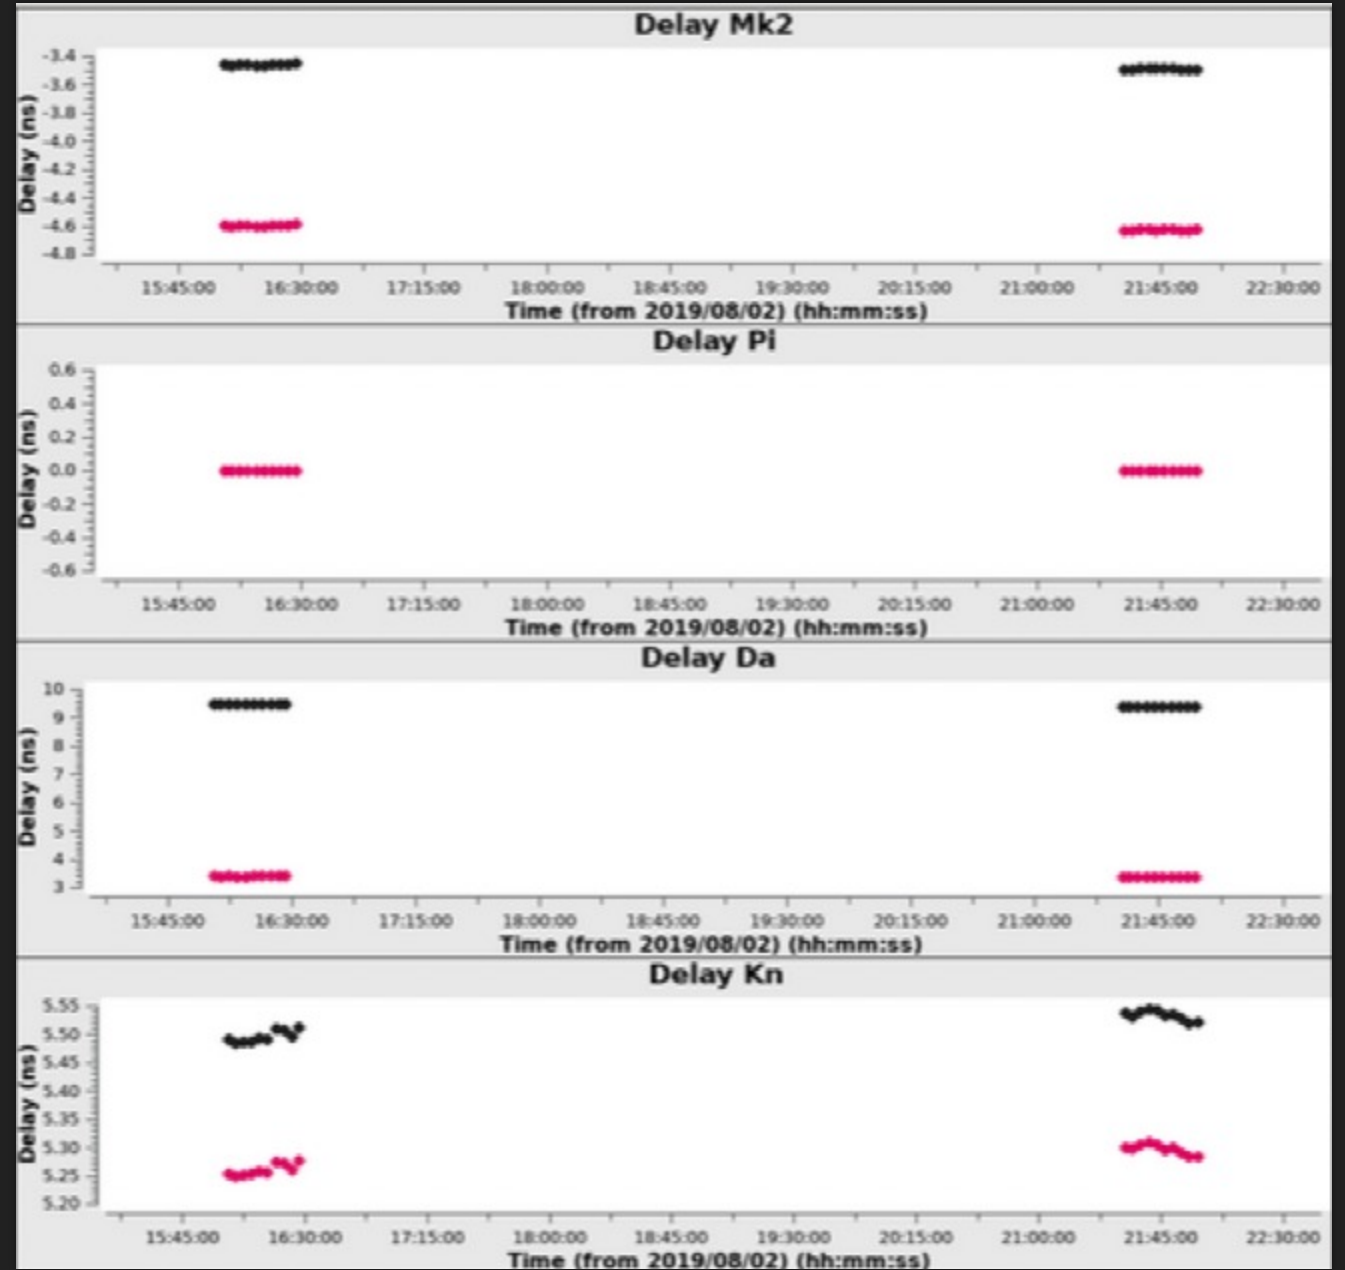 Delay Mk2
-3.4
-3.6
-3.8
-4.0
-4.2
-4.4
-4.6
-4.8
Delay (ns)
15:45:00 16:30:00 17:15:00 18:00:00 18:45:00 19:30:00 20:15:00 21:00:00 21:45:00 22:30:00
Time (from 2019/08/02) (hh:mm:ss)
Delay Pi
0.6
0.4
0.2
0.0
-0.2
-0.4
-0.6
Delay (ns)
15:45:00 16:30:00 17:15:00 18:00:00 18:45:00 19:30:00 20:15:00 21:00:00 21:45:00 22:30:00
Time (from 2019/08/02) (hh:mm:ss)
Delay Da
10
9
8
7
6
5
4
3
Delay (ns)
15:45:00 16:30:00 17:15:00 18:00:00 18:45:00 19:30:00 20:15:00 21:00:00 21:45:00 22:30:00
Time (from 2019/08/02) (hh:mm:ss)
Delay Kn
5.55
5.50
5.45
5.40
5.35
5.30
5.25
5.20
Delay (ns)
15:45:00 16:30:00 17:15:00 18:00:00 18:45:00 19:30:00 20:15:00 21:00:00 21:45:00 22:30:00
Time (from 2019/08/02) (hh:mm:ss)